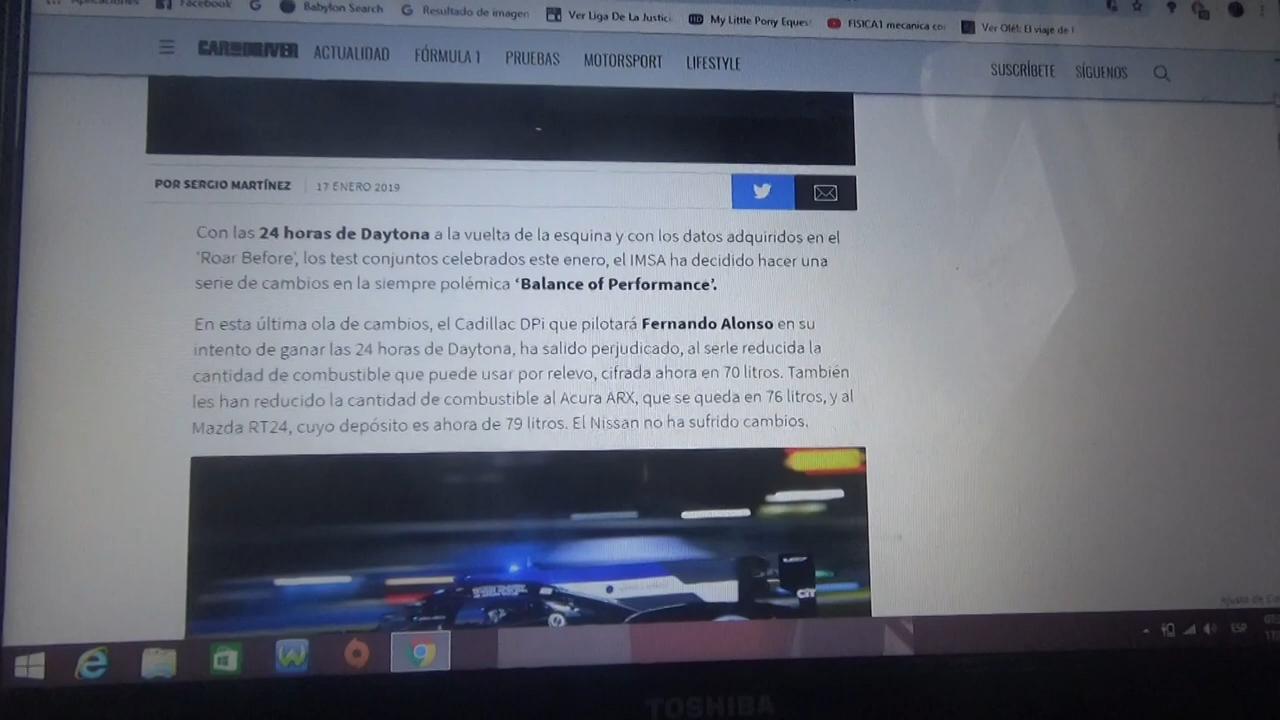 Facebook
Babylon Search
Resultado de imagen
Ver Liga De La Justici
My Little Pony Eques
FISICA1 mecanica co
Ver Olé!: El viaje de
CAR AND DRIVER ACTUALIDAD FÓRMULA 1 PRUEBAS MOTORSPORT LIFESTYLE SUSCRÍBETE SÍGUENOS
POR SERGIO MARTÍNEZ 17 ENERO 2019
Con las 24 horas de Daytona a la vuelta de la esquina y con los datos adquiridos en el
'Roar Before', los test conjuntos celebrados este enero, el IMSA ha decidido hacer una
serie de cambios en la siempre polémica ‘Balance of Performance’.
En esta última ola de cambios, el Cadillac DPi que pilotará Fernando Alonso en su
intento de ganar las 24 horas de Daytona, ha salido perjudicado, al serle reducida la
cantidad de combustible que puede usar por relevo, cifrada ahora en 70 litros. También
les han reducido la cantidad de combustible al Acura ARX, que se queda en 76 litros, y al
Mazda RT24, cuyo depósito es ahora de 79 litros. El Nissan no ha sufrido cambios.
ESP
TOSHIBA